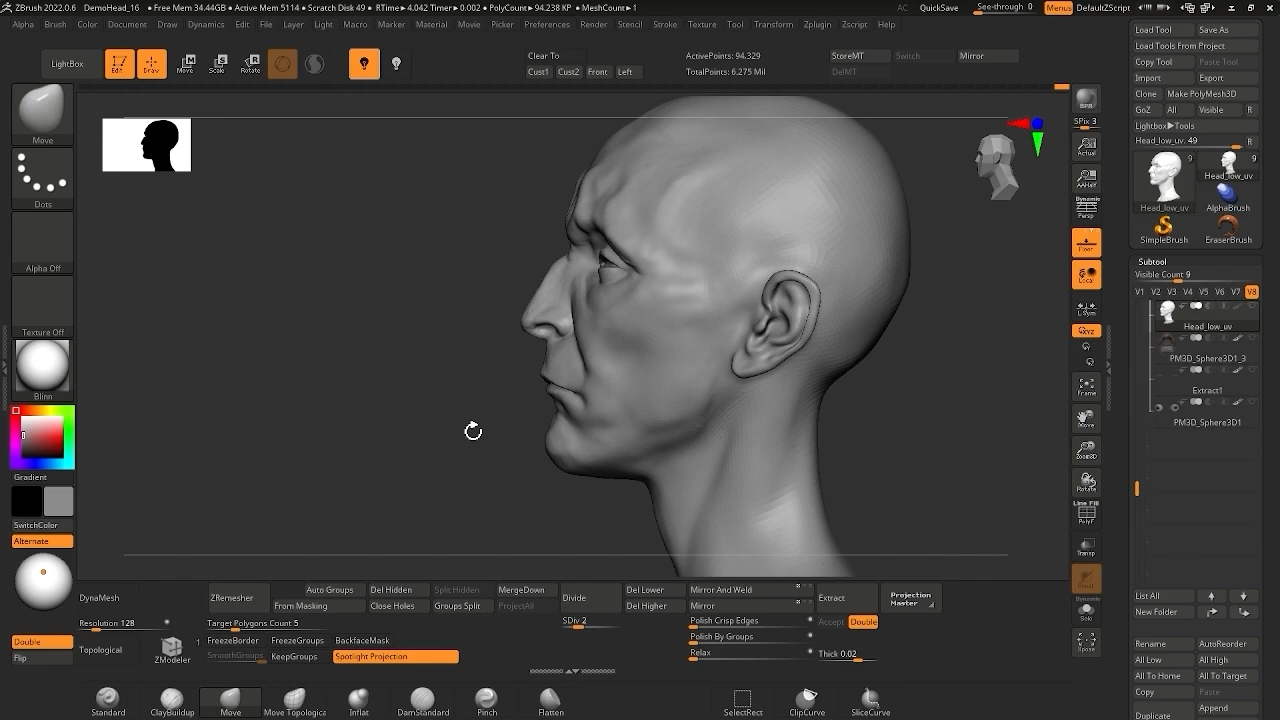 ZBrush 2022.0.6 DemoHead_16 • Free Mem 34.44GB • Active Mem 5114 • Scratch Disk 49 • RTime▸4.042 Timer▸0.002 • PolyCount▸94.238 KP • MeshCount▸1 AC QuickSave See-through 0 Menus DefaultZScript
Alpha Brush Color Document Draw Dynamics Edit File Layer Light Macro Marker Material Movie Picker Preferences Render Stencil Stroke Texture Tool Transform Zplugin Zscript Help
LightBox Edit Draw Move Scale Rotate
Clear To
Cust1 Cust2 Front Left
ActivePoints: 94,329
TotalPoints: 6.275 Mil
StoreMT Switch Mirror
DelMT
Move
Dots
Alpha Off
Texture Off
Blinn
Gradient
SwitchColor
Alternate
Double
Flip
BPR
SPix 3
Actual
AAHalf
Dynamic
Persp
Floor
Local
L.Sym
Qxyz
Frame
Move
Zoom3D
Rotate
Line Fill
PolyF
Transp
Ghost
Dynamic
Solo
Xpose
Load Tool Save As
Load Tools From Project
Copy Tool Paste Tool
Import Export
Clone Make PolyMesh3D
GoZ All Visible R
Lightbox▸Tools
Head_low_uv. 49 R
9 9
Head_low_uv
Head_low_uv AlphaBrush
SimpleBrush EraserBrush
Subtool
Visible Count 9
V1 V2 V3 V4 V5 V6 V7 V8
Head_low_uv
PM3D_Sphere3D1_3
Extract1
PM3D_Sphere3D1
List All
New Folder
Rename AutoReorder
All Low All High
All To Home All To Target
Copy Paste
Append
Duplicate
DynaMesh
Resolution 128
Topological
ZModeler
ZRemesher
Target Polygons Count 5
1 FreezeBorder FreezeGroups BackfaceMask
SmoothGroups KeepGroups Spotlight Projection
Auto Groups Del Hidden Split Hidden MergeDown
From Masking Close Holes Groups Split ProjectAll
Divide
SDiv 2
Del Lower
Del Higher
Mirror And Weld
Mirror
Polish Crisp Edges
Polish By Groups
Relax
Extract
Accept Double
Thick 0.02
Projection
Master
Standard ClayBuildup Move Move Topologica Inflat DamStandard Pinch Flatten SelectRect ClipCurve SliceCurve